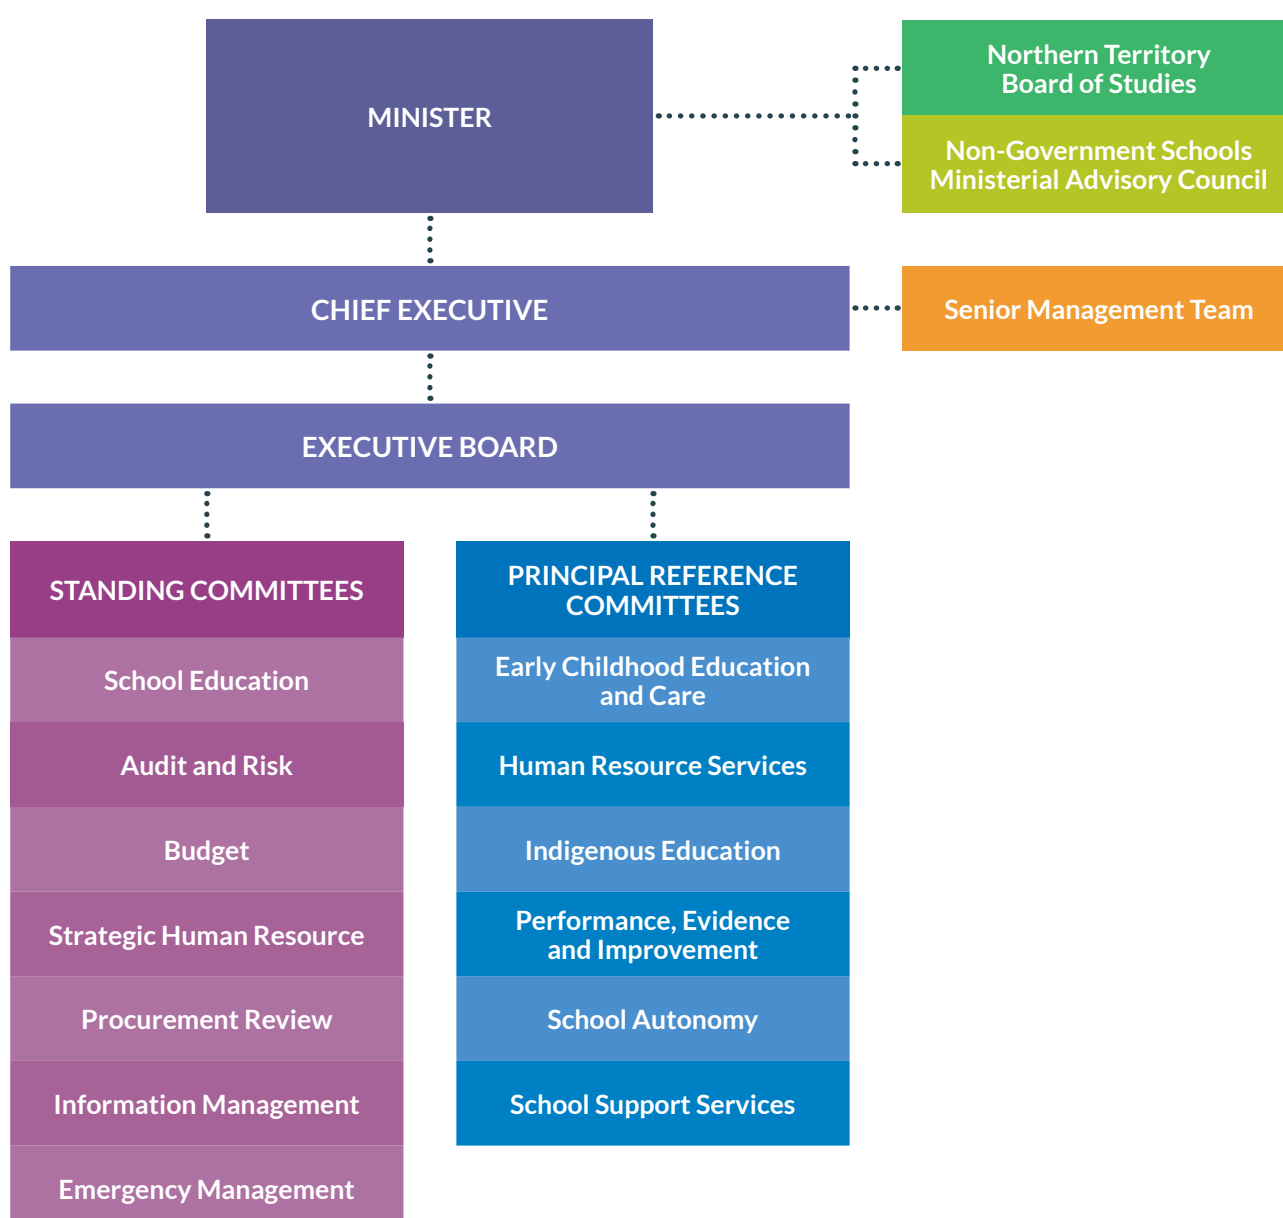 MINISTER
Northern Territory
Board of Studies
Non-Government Schools
Ministerial Advisory Council
CHIEF EXECUTIVE
Senior Management Team
EXECUTIVE BOARD
STANDING COMMITTEES
School Education
Audit and Risk
Budget
Strategic Human Resource
Procurement Review
Information Management
Emergency Management
PRINCIPAL REFERENCE
COMMITTEES
Early Childhood Education
and Care
Human Resource Services
Indigenous Education
Performance, Evidence
and Improvement
School Autonomy
School Support Services